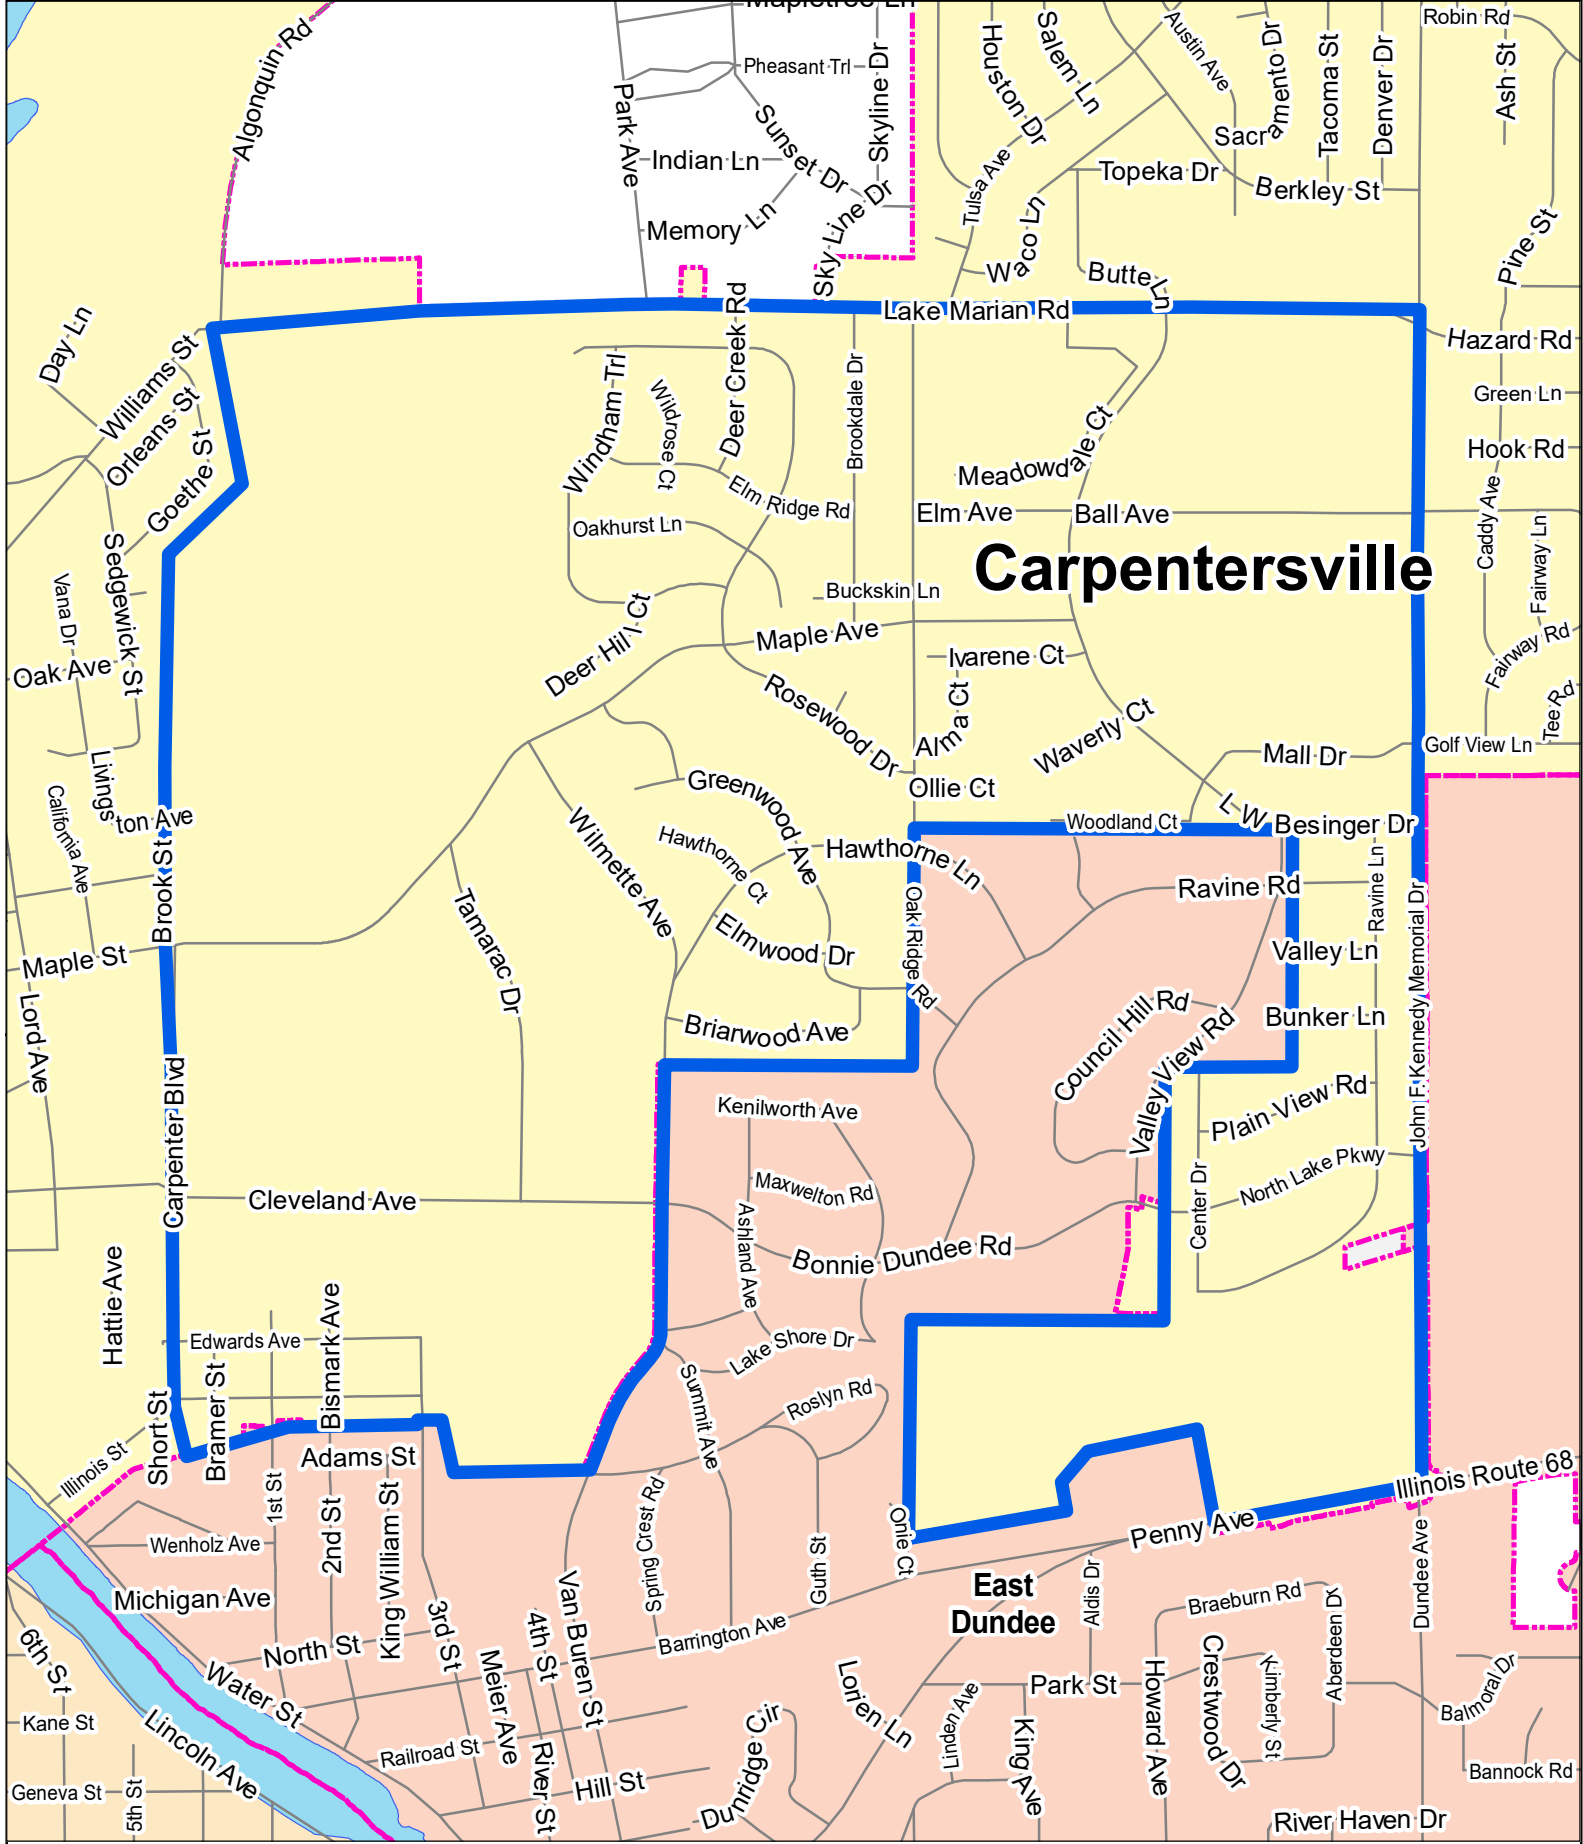 Mapletree Ln
Robin Rd
Algonquin Rd
Pheasant Trl
Park Ave
Sunset Dr
Skyline Dr
Houston Dr
Salem Ln
Austin Ave
Sacramento Dr
Tacoma St
Denver Dr
Ash St
Indian Ln
Memory Ln
Sky Line Dr
Tulsa Ave
Waco Ln
Topeka Dr
Berkley St
Butte Ln
Pine St
Lake Marian Rd
Hazard Rd
Day Ln
Williams St
Orleans St
Goethe St
Windham Trl
Wildrose Ct
Deer Creek Rd
Brookdale Dr
Meadowdale Ct
Green Ln
Hook Rd
Elm Ridge Rd
Oakhurst Ln
Elm Ave
Ball Ave
Caddy Ave
Fairway Ln
Carpentersville
Sedgewick St
Vana Dr
Buckskin Ln
Deer Hill Ct
Maple Ave
Ivarene Ct
Fairway Rd
Oak Ave
Rosewood Dr
Alma Ct
Waverly Ct
Tee Rd
Mall Dr
Golf View Ln
Livingston Ave
California Ave
Greenwood Ave
Ollie Ct
L W Besinger Dr
Woodland Ct
Wilmette Ave
Hawthorne Ct
Hawthorne Ln
Brook St
Tamarac Dr
Elmwood Dr
Oak Ridge Rd
Ravine Rd
Ravine Ln
John F. Kennedy Memorial Dr
Maple St
Valley Ln
Lord Ave
Briarwood Ave
Council Hill Rd
Valley View Rd
Bunker Ln
Carpenter Blvd
Kenilworth Ave
Plain View Rd
Maxwelton Rd
North Lake Pkwy
Cleveland Ave
Ashland Ave
Bonnie Dundee Rd
Center Dr
Hattie Ave
Edwards Ave
Bismark Ave
Lake Shore Dr
Short St
Bramer St
Summit Ave
Roslyn Rd
Illinois St
Adams St
Illinois Route 68
1st St
2nd St
King William St
Spring Crest Rd
Guth St
Onie Ct
Penny Ave
Dundee Ave
Wenholz Ave
Michigan Ave
East
Dundee
Aldis Dr
Braeburn Rd
Aberdeen Dr
6th St
North St
3rd St
4th St
Van Buren St
Barrington Ave
Water St
Meier Ave
Lorien Ln
Park St
Howard Ave
Crestwood Dr
Kimberly St
Balmoral Dr
Kane St
Lincoln Ave
Railroad St
River St
Dunridge Cir
Linden Ave
King Ave
Geneva St
5th St
Hill St
Bannock Rd
River Haven Dr